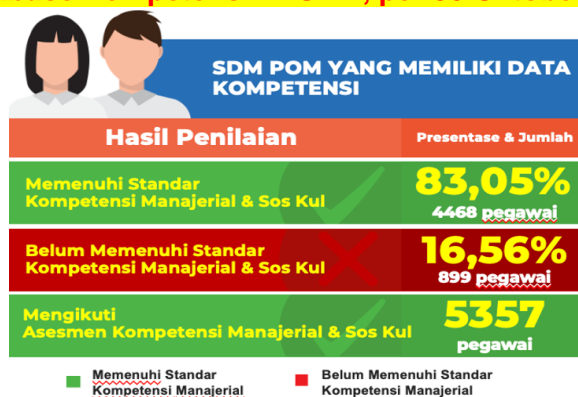 SDM POM YANG MEMILIKI DATA
KOMPETENSI
Hasil Penilaian
Presentase & Jumlah
Memenuhi Standar
Kompetensi Manajerial & Sos Kul
83,05%
4468 pegawai
Belum Memenuhi Standar
Kompetensi Manajerial & Sos Kul
16,56%
899 pegawai
Mengikuti
Asesmen Kompetensi Manajerial & Sos Kul
5357
pegawai
Memenuhi Standar
Kompetensi Manajerial
Belum Memenuhi Standar
Kompetensi Manajerial